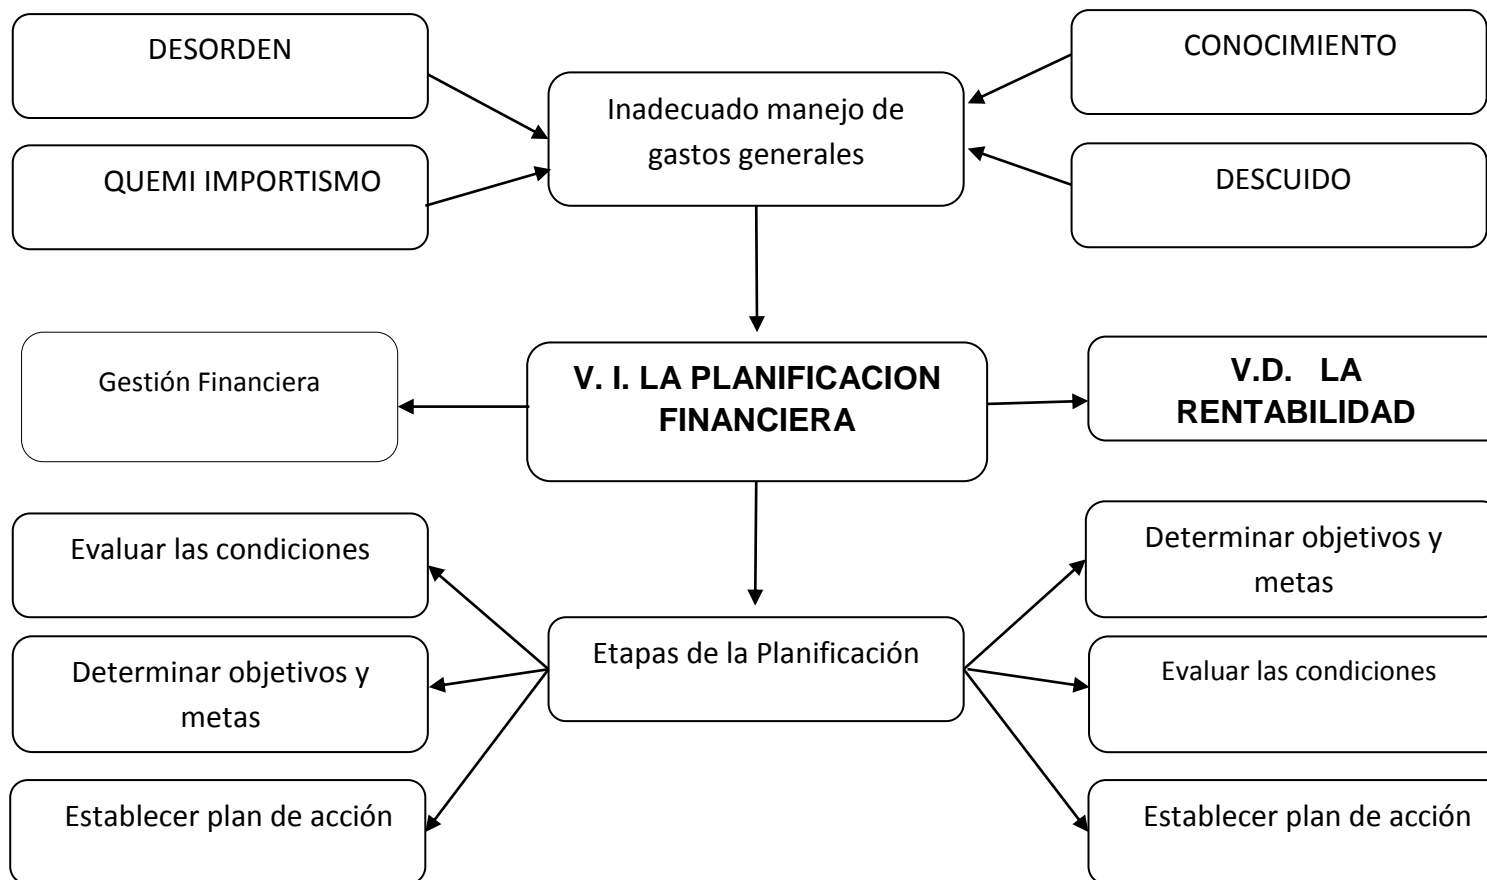 DESORDEN
CONOCIMIENTO
Inadecuado manejo de
gastos generales
QUEMI IMPORTISMO
DESCUIDO
Gestión Financiera
V. I. LA PLANIFICACION
FINANCIERA
V.D. LA
RENTABILIDAD
Evaluar las condiciones
Determinar objetivos y
metas
Etapas de la Planificación
Determinar objetivos y
metas
Evaluar las condiciones
Establecer plan de acción
Establecer plan de acción